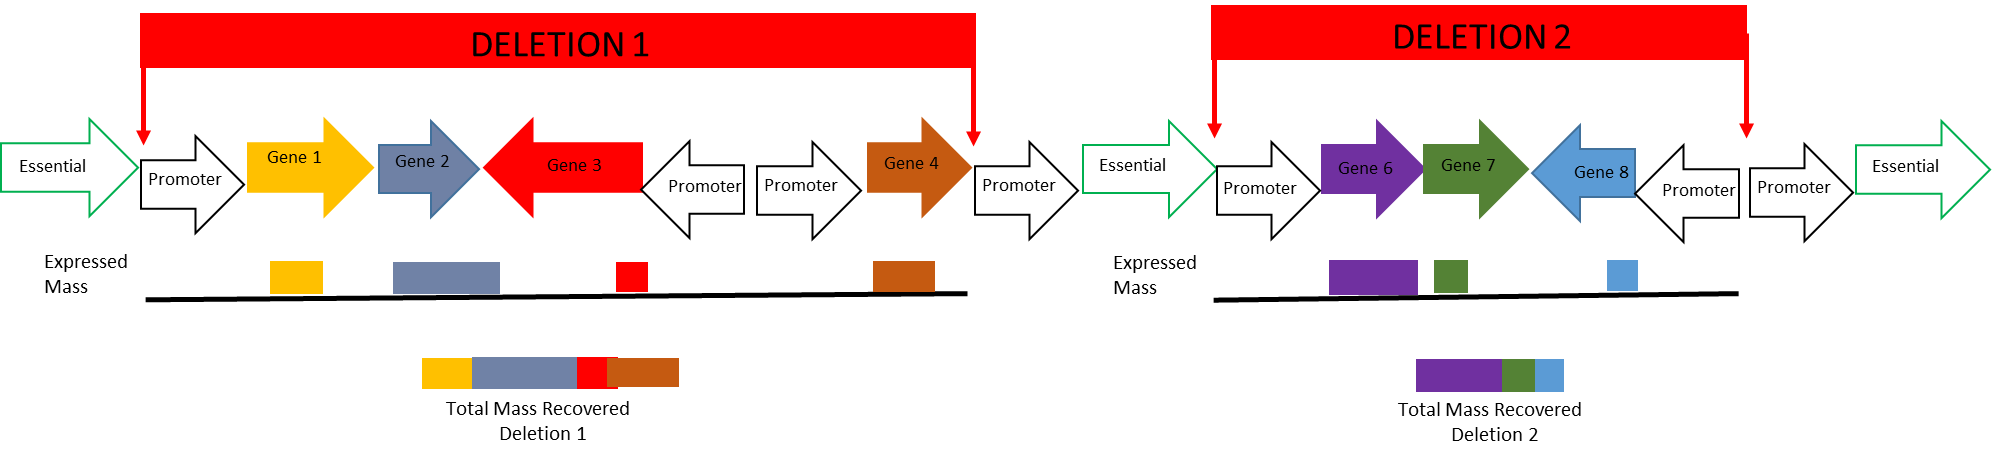 DELETION 1
DELETION 2
Essential
Promoter
Gene 1
Gene 2
Gene 3
Promoter
Promoter
Gene 4
Promoter
Essential
Promoter
Gene 6
Gene 7
Gene 8
Promoter
Promoter
Essential
Expressed
Mass
Expressed
Mass
Total Mass Recovered
Deletion 1
Total Mass Recovered
Deletion 2